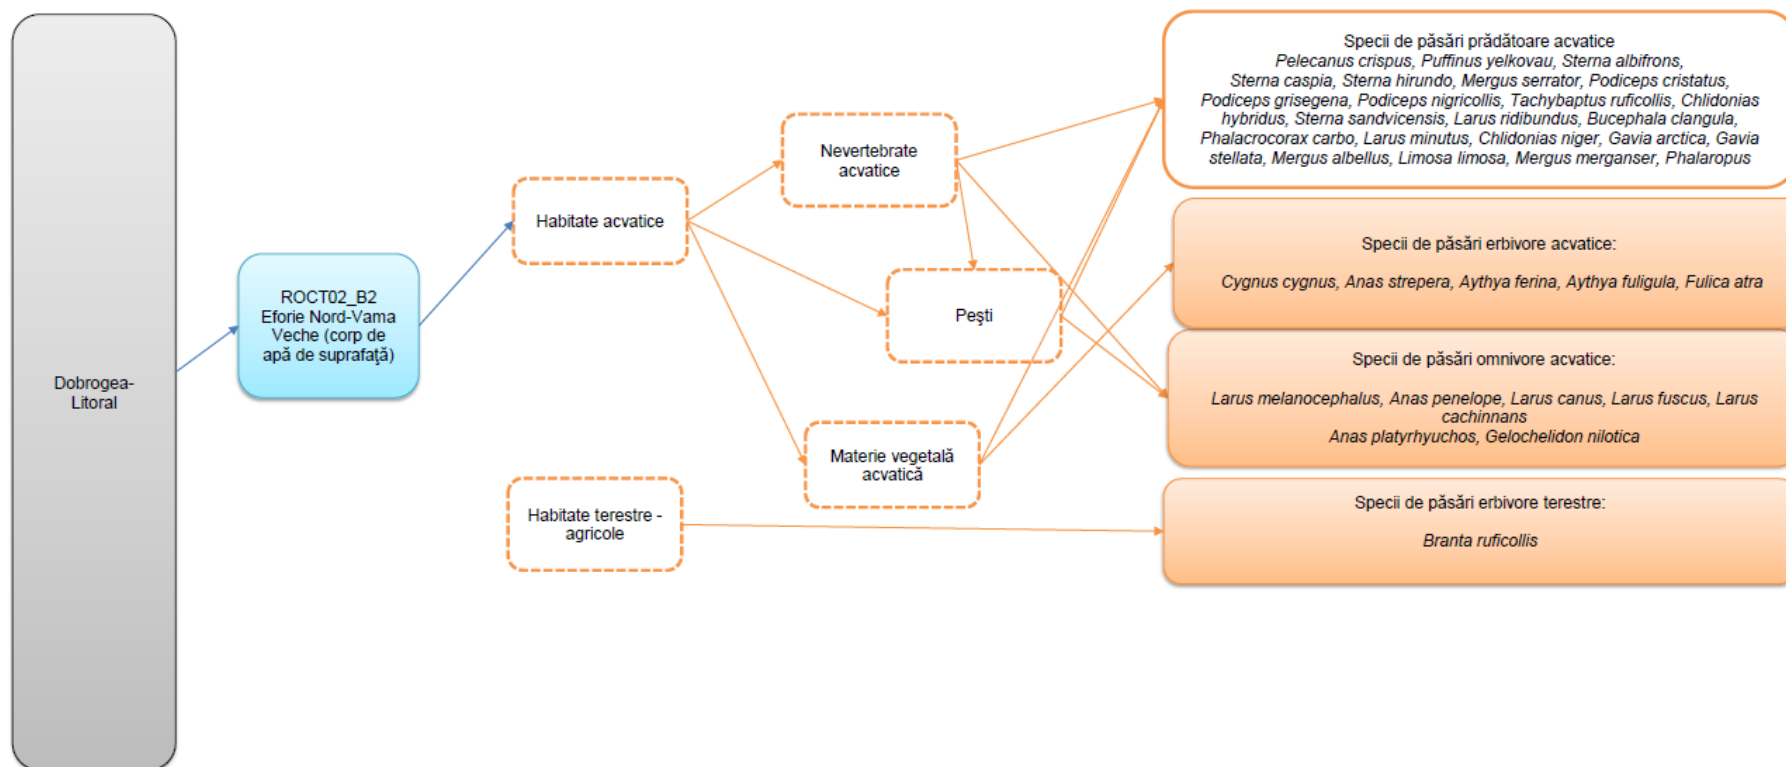 Dobrogea-
Litoral
ROCT02_B2
Eforie Nord-Vama
Veche (corp de
apă de suprafaţă)
Habitate acvatice
Habitate terestre -
agricole
Nevertebrate
acvatice
Peşti
Materie vegetală
acvatică
Specii de păsări prădătoare acvatice
Pelecanus crispus, Puffinus yelkovau, Sterna albifrons,
Sterna caspia, Sterna hirundo, Mergus serrator, Podiceps cristatus,
Podiceps grisegena, Podiceps nigricollis, Tachybaptus ruficollis, Chlidonias
hybridus, Sterna sandvicensis, Larus ridibundus, Bucephala clangula,
Phalacrocorax carbo, Larus minutus, Chlidonias niger, Gavia arctica, Gavia
stellata, Mergus albellus, Limosa limosa, Mergus merganser, Phalaropus
Specii de păsări erbivore acvatice:
Cygnus cygnus, Anas strepera, Aythya ferina, Aythya fuligula, Fulica atra
Specii de păsări omnivore acvatice:
Larus melanocephalus, Anas penelope, Larus canus, Larus fuscus, Larus
cachinnans
Anas platyrhyuchos, Gelochelidon nilotica
Specii de păsări erbivore terestre:
Branta ruficollis